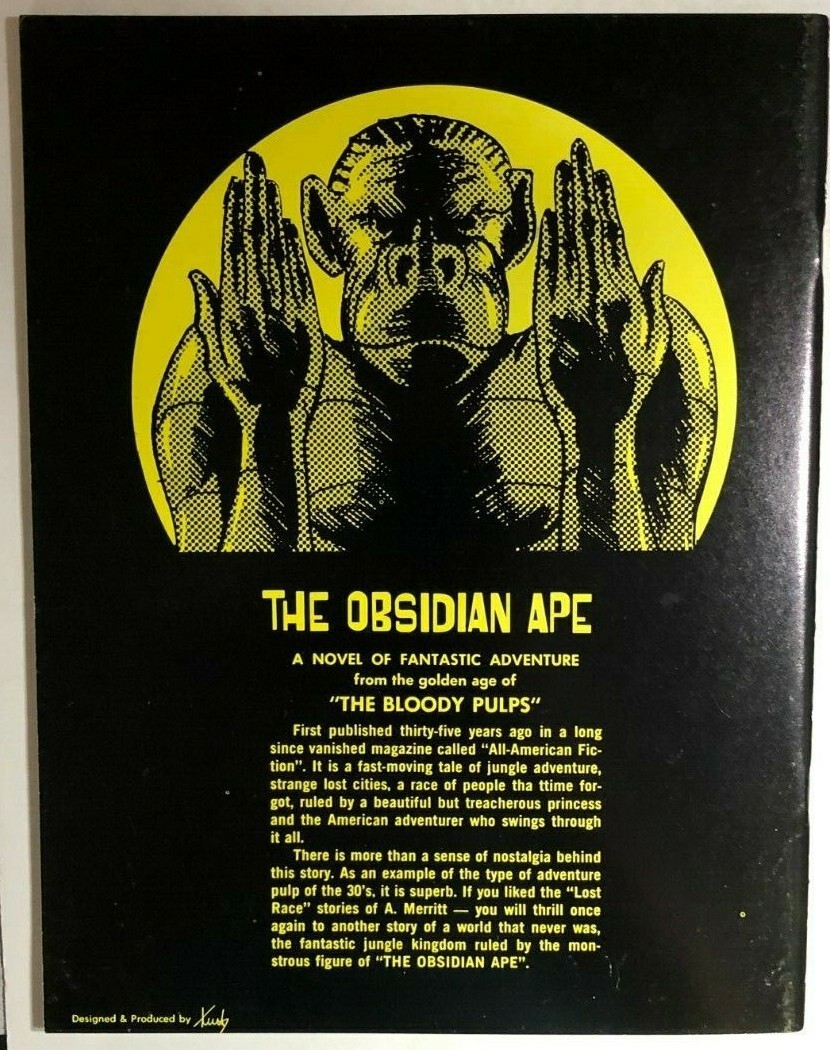 THE OBSIDIAN APE
A NOVEL OF FANTASTIC ADVENTURE
from the golden age of
"THE BLOODY PULPS"
First published thirty-five years ago in a long
since vanished magazine called "All-American Fic-
tion". It is a fast-moving tale of jungle adventure,
strange lost cities, a race of people tha ttime for-
got, ruled by a beautiful but treacherous princess
and the American adventurer who swings through
it all.
There is more than a sense of nostalgia behind
this story. As an example of the type of adventure
pulp of the 30's, it is superb. If you liked the "Lost
Race" stories of A. Merritt — you will thrill once
again to another story of a world that never was,
the fantastic jungle kingdom ruled by the mon-
strous figure of "THE OBSIDIAN APE".
Designed & Produced by